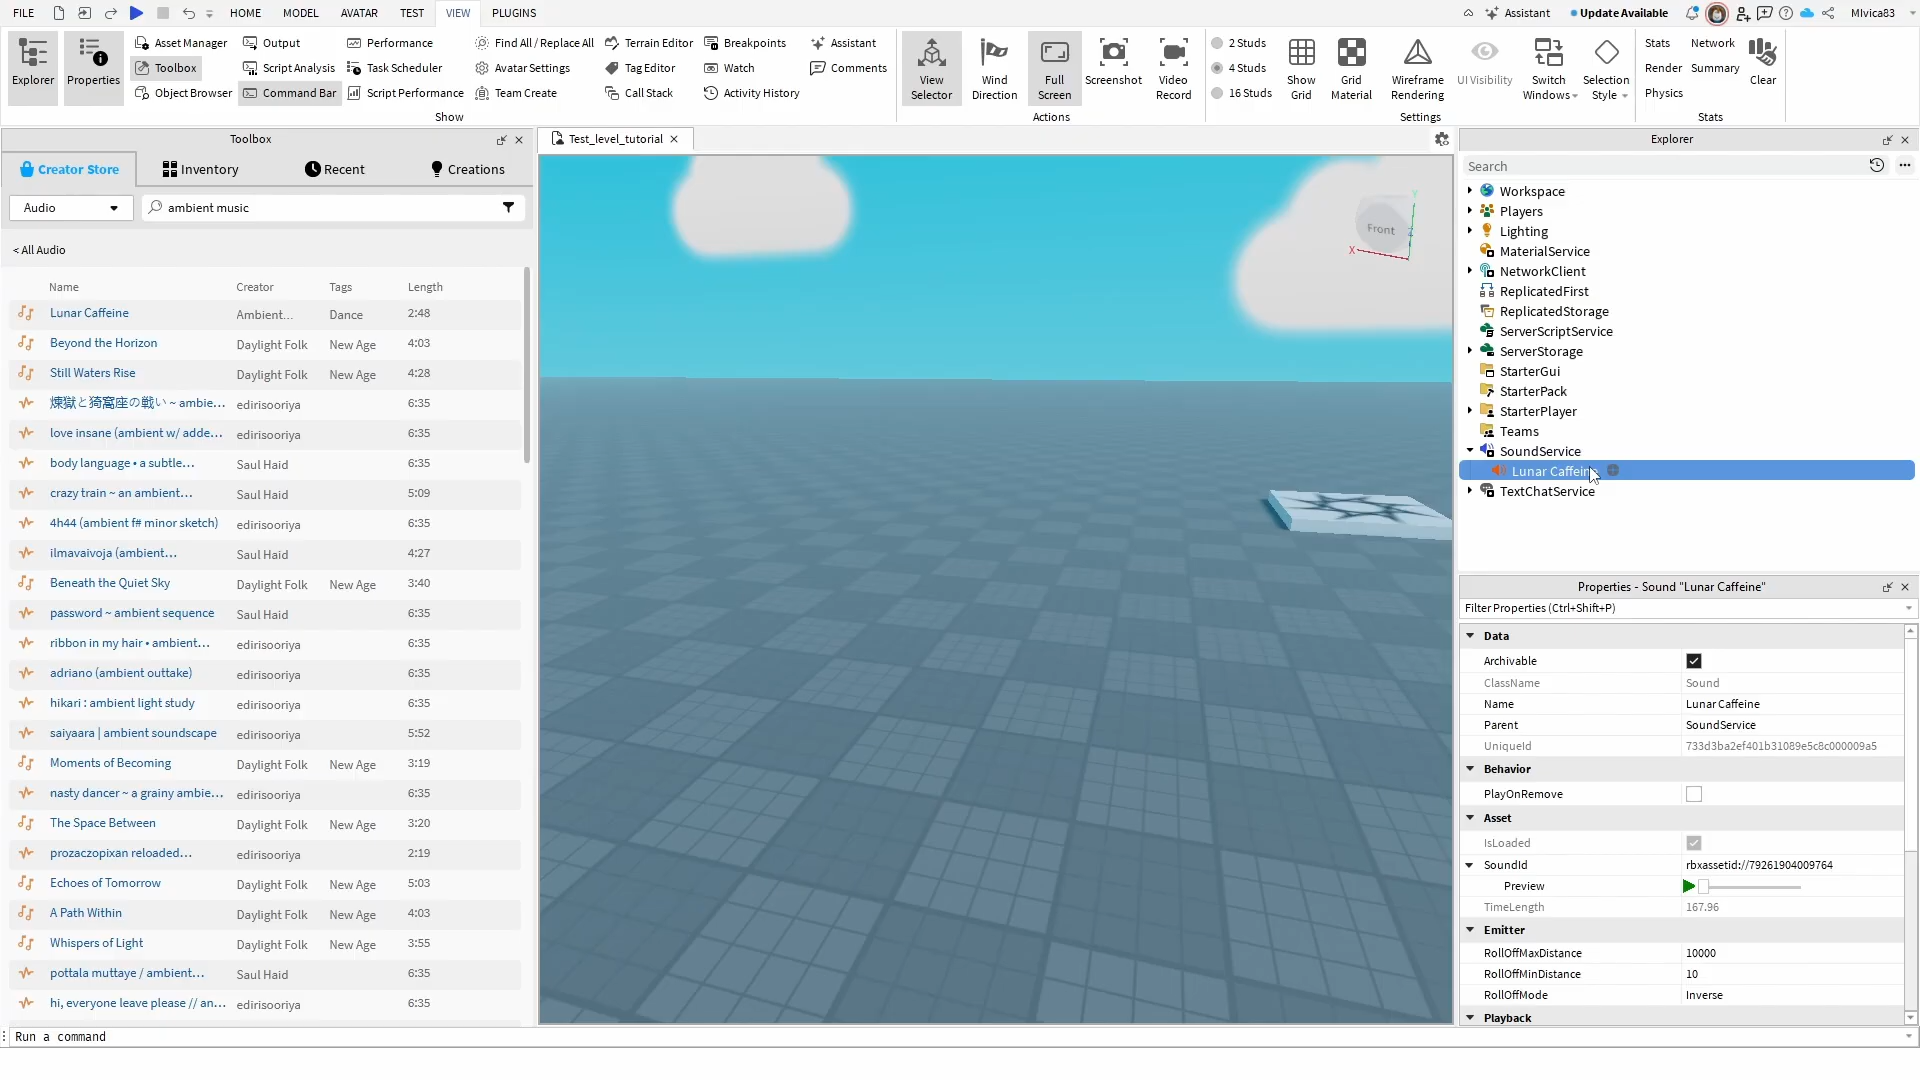 FILE HOME MODEL AVATAR TEST VIEW PLUGINS Assistant Update Available MIvica83
Explorer
Properties
Asset Manager
Toolbox
Object Browser
Output
Script Analysis
Command Bar
Performance
Task Scheduler
Script Performance
Find All / Replace All
Avatar Settings
Team Create
Terrain Editor
Tag Editor
Call Stack
Breakpoints
Watch
Activity History
Assistant
Comments
Show
View Selector
Wind Direction
Full Screen
Screenshot
Video Record
Actions
2 Studs
4 Studs
16 Studs
Show Grid
Grid Material
Wireframe Rendering
UI Visibility
Switch Windows
Selection Style
Settings
Stats Network
Render Summary
Physics
Clear
Stats
Toolbox
Creator Store Inventory Recent Creations
Audio ambient music
< All Audio
Name Creator Tags Length
Lunar Caffeine Ambient... Dance 2:48
Beyond the Horizon Daylight Folk New Age 4:03
Still Waters Rise Daylight Folk New Age 4:28
煉獄と猗窩座の戦い ~ ambie... edirisooriya 6:35
love insane (ambient w/ adde... edirisooriya 6:35
body language • a subtle... Saul Haid 6:35
crazy train ~ an ambient... Saul Haid 5:09
4h44 (ambient f# minor sketch) edirisooriya 6:35
ilmavaivoja (ambient... Saul Haid 4:27
Beneath the Quiet Sky Daylight Folk New Age 3:40
password ~ ambient sequence Saul Haid 6:35
ribbon in my hair • ambient... edirisooriya 6:35
adriano (ambient outtake) edirisooriya 6:35
hikari : ambient light study edirisooriya 6:35
saiyaara | ambient soundscape edirisooriya 5:52
Moments of Becoming Daylight Folk New Age 3:19
nasty dancer ~ a grainy ambie... edirisooriya 6:35
The Space Between Daylight Folk New Age 3:20
prozaczopixan reloaded... edirisooriya 2:19
Echoes of Tomorrow Daylight Folk New Age 5:03
A Path Within Daylight Folk New Age 4:03
Whispers of Light Daylight Folk New Age 3:55
pottala muttaye / ambient... Saul Haid 6:35
hi, everyone leave please // an... edirisooriya 6:35
Run a command
Test_level_tutorial
Front
X
Y
Z
Explorer
Search
Workspace
Players
Lighting
MaterialService
NetworkClient
ReplicatedFirst
ReplicatedStorage
ServerScriptService
ServerStorage
StarterGui
StarterPack
StarterPlayer
Teams
SoundService
Lunar Caffeine
TextChatService
Properties - Sound "Lunar Caffeine"
Filter Properties (Ctrl+Shift+P)
Data
Archivable
ClassName Sound
Name Lunar Caffeine
Parent SoundService
UniqueId 733d3ba2ef401b31089e5c8c000009a5
Behavior
PlayOnRemove
Asset
IsLoaded
SoundId rbxassetid://79261904009764
Preview
TimeLength 167.96
Emitter
RollOffMaxDistance 10000
RollOffMinDistance 10
RollOffMode Inverse
Playback